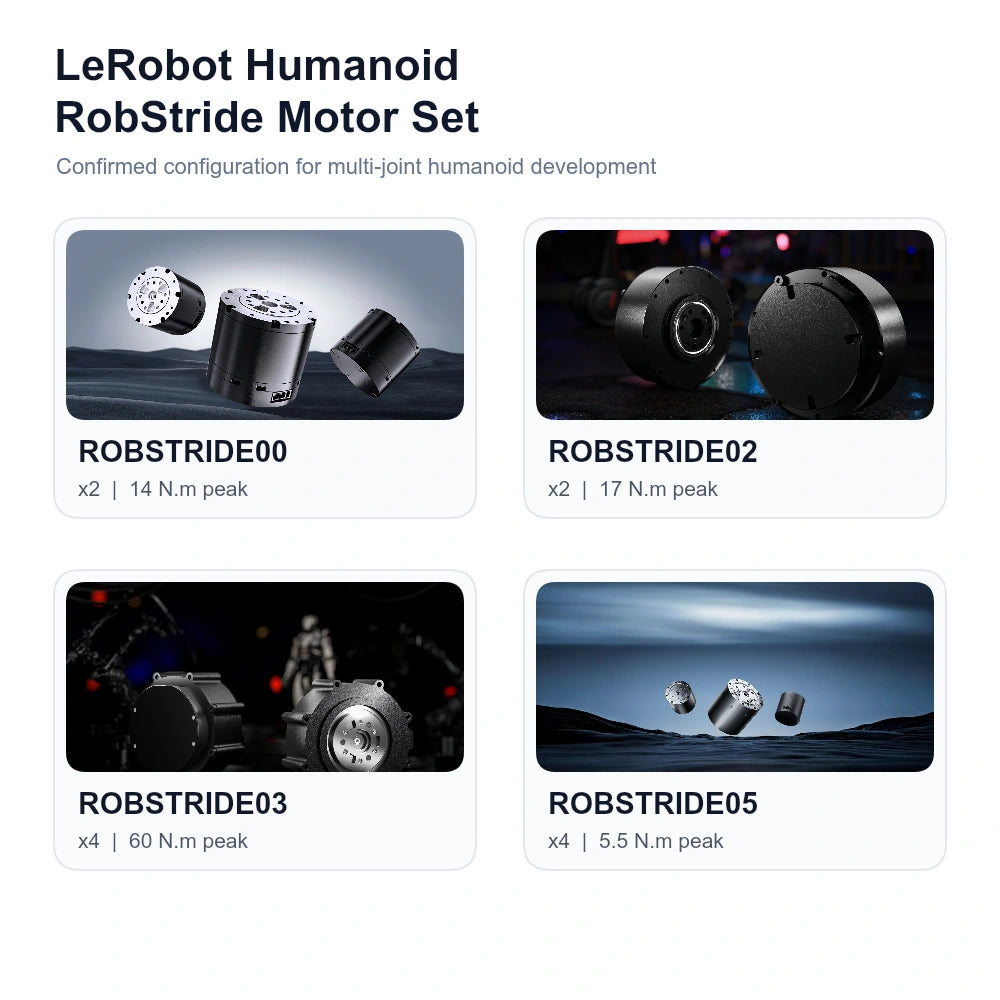 LeRobot Humanoid
RobStride Motor Set
Confirmed configuration for multi-joint humanoid development
ROBSTRIDE00
x2 | 14 N.m peak
ROBSTRIDE02
x2 | 17 N.m peak
ROBSTRIDE03
x4 | 60 N.m peak
ROBSTRIDE05
x4 | 5.5 N.m peak